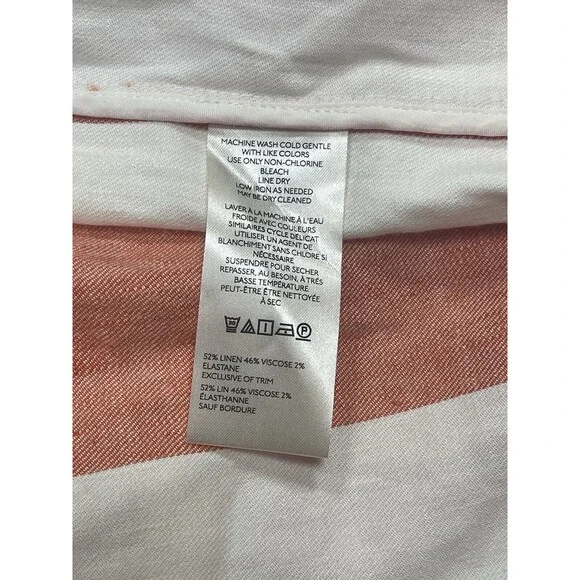 MACHINE WASH COLD GENTLE
WITH LIKE COLORS
USE ONLY NON-CHLORINE
BLEACH
LINE DRY
LOW IRON AS NEEDED
MAY BE DRY CLEANED
LAVER À LA MACHINE À L'EAU
FROIDE AVEC COULEURS
SIMILAIRES CYCLE DÉLICAT
UTILISER UN AGENT DE
BLANCHIMENT SANS CHLORE SI
NÉCESSAIRE
SUSPENDRE POUR SÉCHER
REPASSER, AU BESOIN, À TRÈS
BASSE TEMPÉRATURE
PEUT-ÊTRE ÊTRE NETTOYÉE
À SEC
30 P
52% LINEN 46% VISCOSE 2%
ELASTANE
EXCLUSIVE OF TRIM
52% LIN 46% VISCOSE 2%
ÉLASTHANNE
SAUF BORDURE